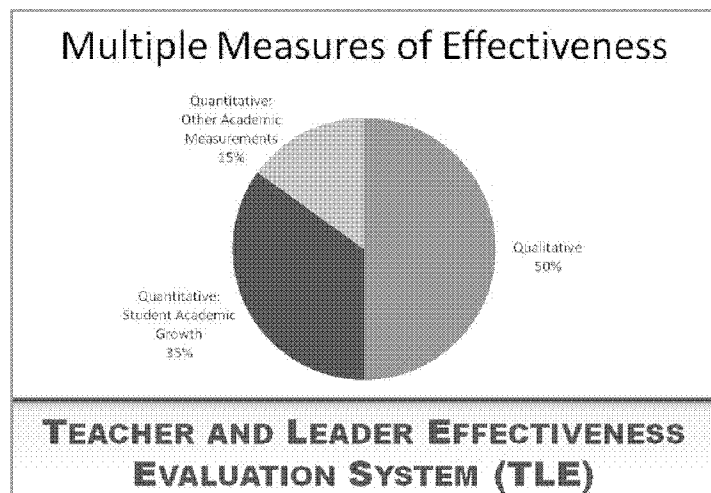 Multiple Measures of Effectiveness
Quantitative:
Other Academic
Measurements
15%
Qualitative
50%
Quantitative:
Student Academic
Growth
35%
TEACHER AND LEADER EFFECTIVENESS
EVALUATION SYSTEM (TLE)